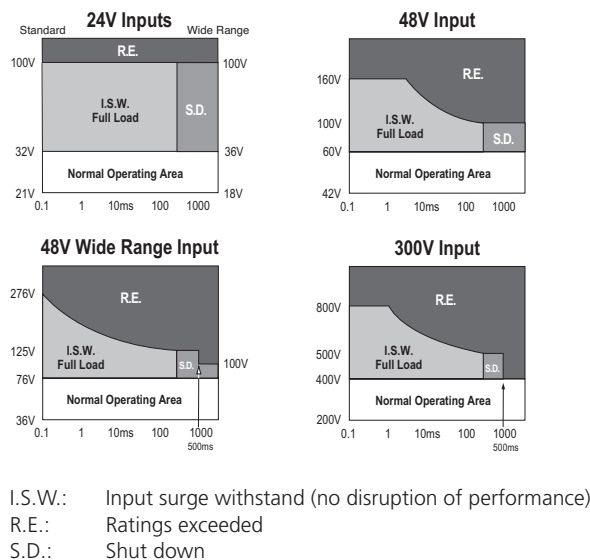 24V Inputs
Standard Wide Range
R.E.
100V 100V
I.S.W.
Full Load
S.D.
32V 36V
Normal Operating Area
21V 18V
0.1 1 10ms 100 1000
48V Input
R.E.
160V
I.S.W.
Full Load
100V
S.D.
60V
Normal Operating Area
42V
0.1 1 10ms 100 1000
48V Wide Range Input
276V
R.E.
125V
I.S.W.
Full Load
S.D.
100V
76V
Normal Operating Area
36V
0.1 1 10ms 100 1000
500ms
300V Input
R.E.
800V
500V
I.S.W.
Full Load
S.D.
400V
Normal Operating Area
200V
0.1 1 10ms 100 1000
500ms
I.S.W.: Input surge withstand (no disruption of performance)
R.E.: Ratings exceeded
S.D.: Shut down